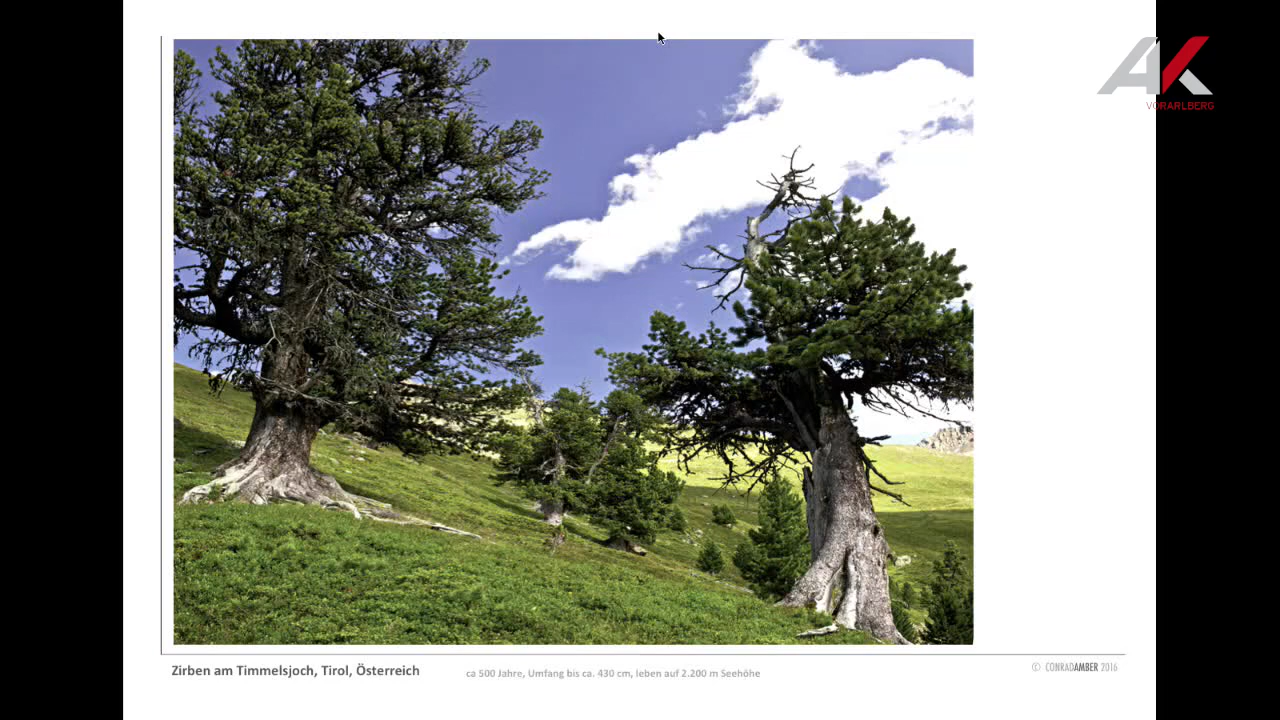 AK
VORARLBERG
Zirben am Timmelsjoch, Tirol, Österreich
ca 500 Jahre, Umfang bis ca. 430 cm, leben auf 2.200 m Seehöhe
© CONRADAMBER 2016